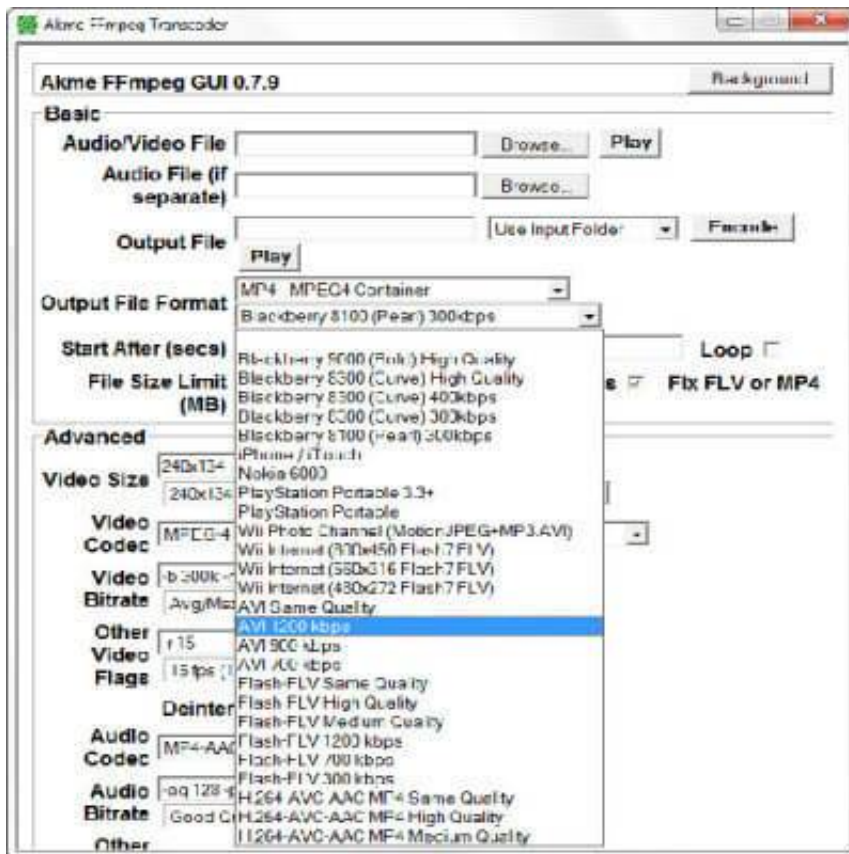 Akme FFmpeg Transcoder
Akme FFmpeg GUI 0.7.9
Background
Basic
Audio/Video File
Browse...
Play
Audio File (if separate)
Browse...
Output File
Use Input Folder
Encode
Play
Output File Format
MP4 MPEG4 Container
Blackberry 8100 (Pearl) 300kbps
Start After (secs)
Loop
File Size Limit (MB)
s
Fix FLV or MP4
Blackberry 9000 (Bold) High Quality
Blackberry 8300 (Curve) High Quality
Blackberry 8300 (Curve) 400kbps
Blackberry 8300 (Curve) 300kbps
Blackberry 8100 (Pearl) 300kbps
iPhone / iTouch
Nokia 6000
PlayStation Portable 3.3+
PlayStation Portable
Wii Photo Channel (MotionJPEG+MP3.AVI)
Wii Internet (800x450 Flash7 FLV)
Wii Internet (560x316 Flash7 FLV)
Wii Internet (480x272 Flash7 FLV)
AVI Same Quality
AVI 1200 kbps
AVI 900 kbps
AVI 700 kbps
Flash-FLV Same Quality
Flash-FLV High Quality
Flash-FLV Medium Quality
Flash-FLV 1200 kbps
Flash-FLV 700 kbps
Flash-FLV 300 kbps
H.264-AVC-AAC MP4 Same Quality
H.264-AVC-AAC MP4 High Quality
H.264-AVC-AAC MP4 Medium Quality
Advanced
Video Size
240x134
240x134
Video Codec
MPEG-4
Video Bitrate
-b 300k
Avg/Max
Other Video Flags
-r 15
15 fps
Deinter
Audio Codec
MP4-AAC
Audio Bitrate
-aq 128
Good
Other